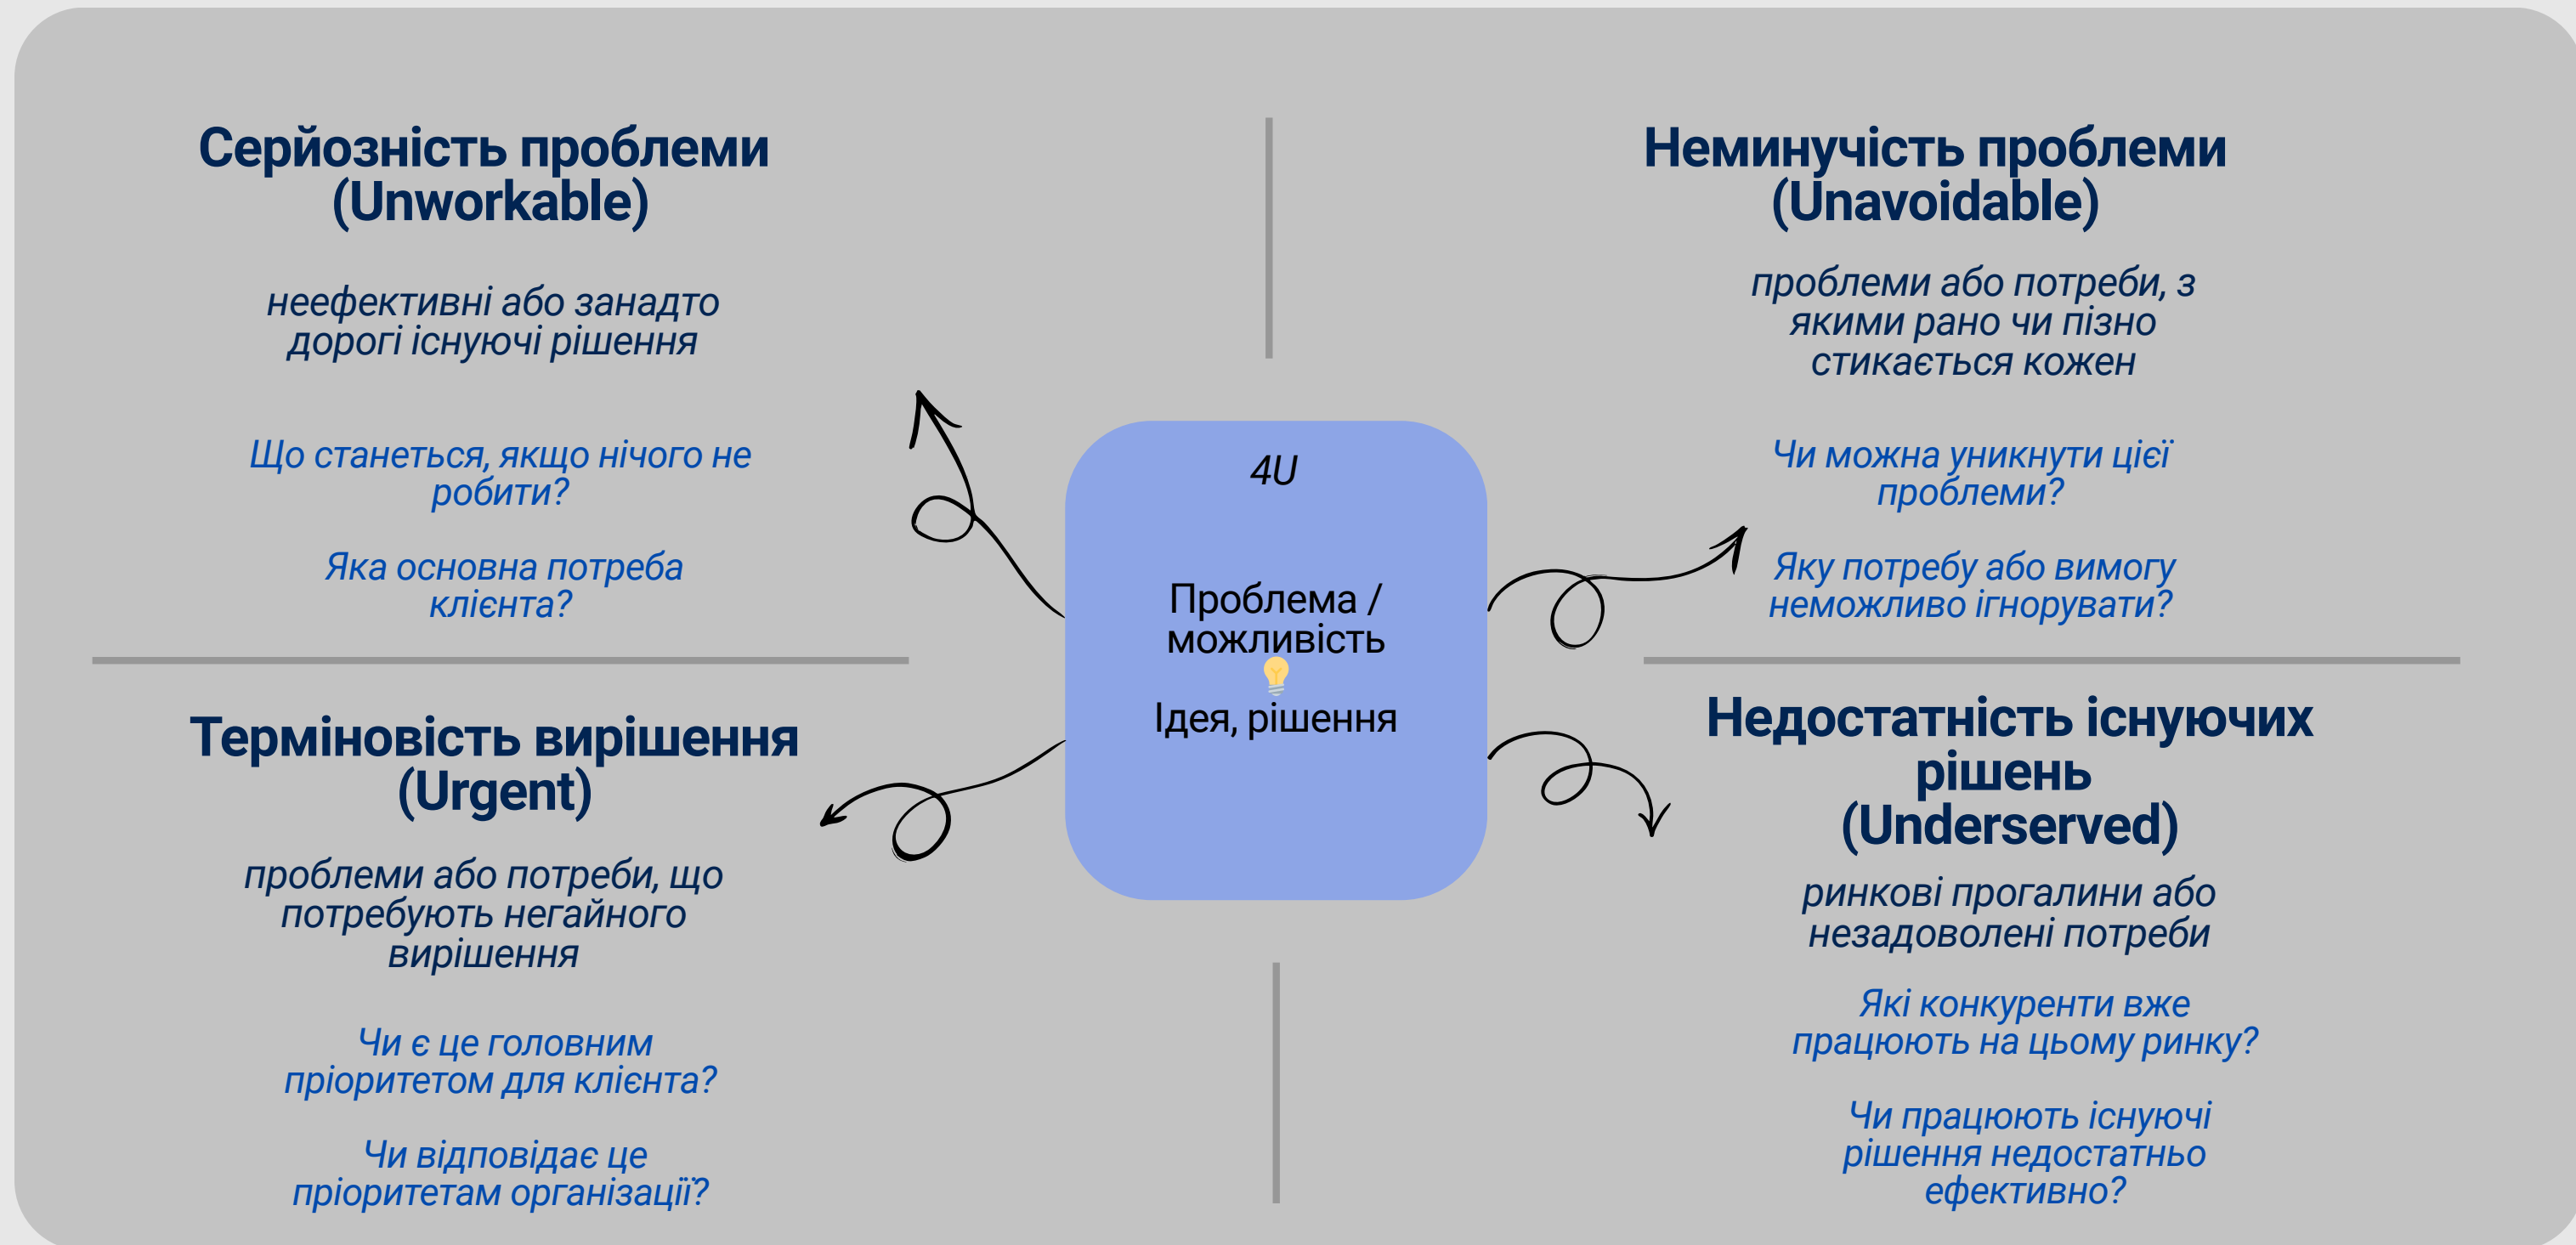 Серйозність проблеми
(Unworkable)
неефективні або занадто
дорогі існуючі рішення
Що станеться, якщо нічого не
робити?
Яка основна потреба
клієнта?
Неминучість проблеми
(Unavoidable)
проблеми або потреби, з
якими рано чи пізно
стикається кожен
Чи можна уникнути цієї
проблеми?
Яку потребу або вимогу
неможливо ігнорувати?
4U
Проблема /
можливість
Ідея, рішення
Терміновість вирішення
(Urgent)
проблеми або потреби, що
потребують негайного
вирішення
Чи є це головним
пріоритетом для клієнта?
Чи відповідає це
пріоритетам організації?
Недостатність існуючих
рішень
(Underserved)
ринкові прогалини або
незадоволені потреби
Які конкуренти вже
працюють на цьому ринку?
Чи працюють існуючі
рішення недостатньо
ефективно?